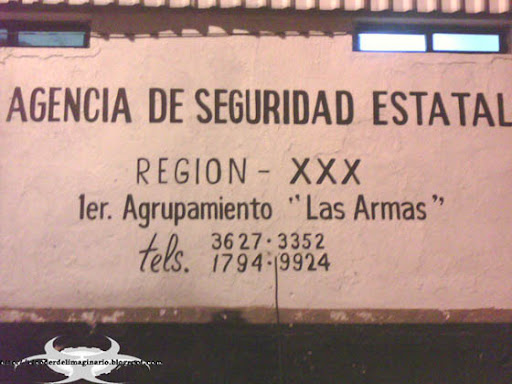 AGENCIA DE SEGURIDAD ESTATAL
REGION - XXX
1er. Agrupamiento "Las Armas"
tels. 3627·3352
1794·9924